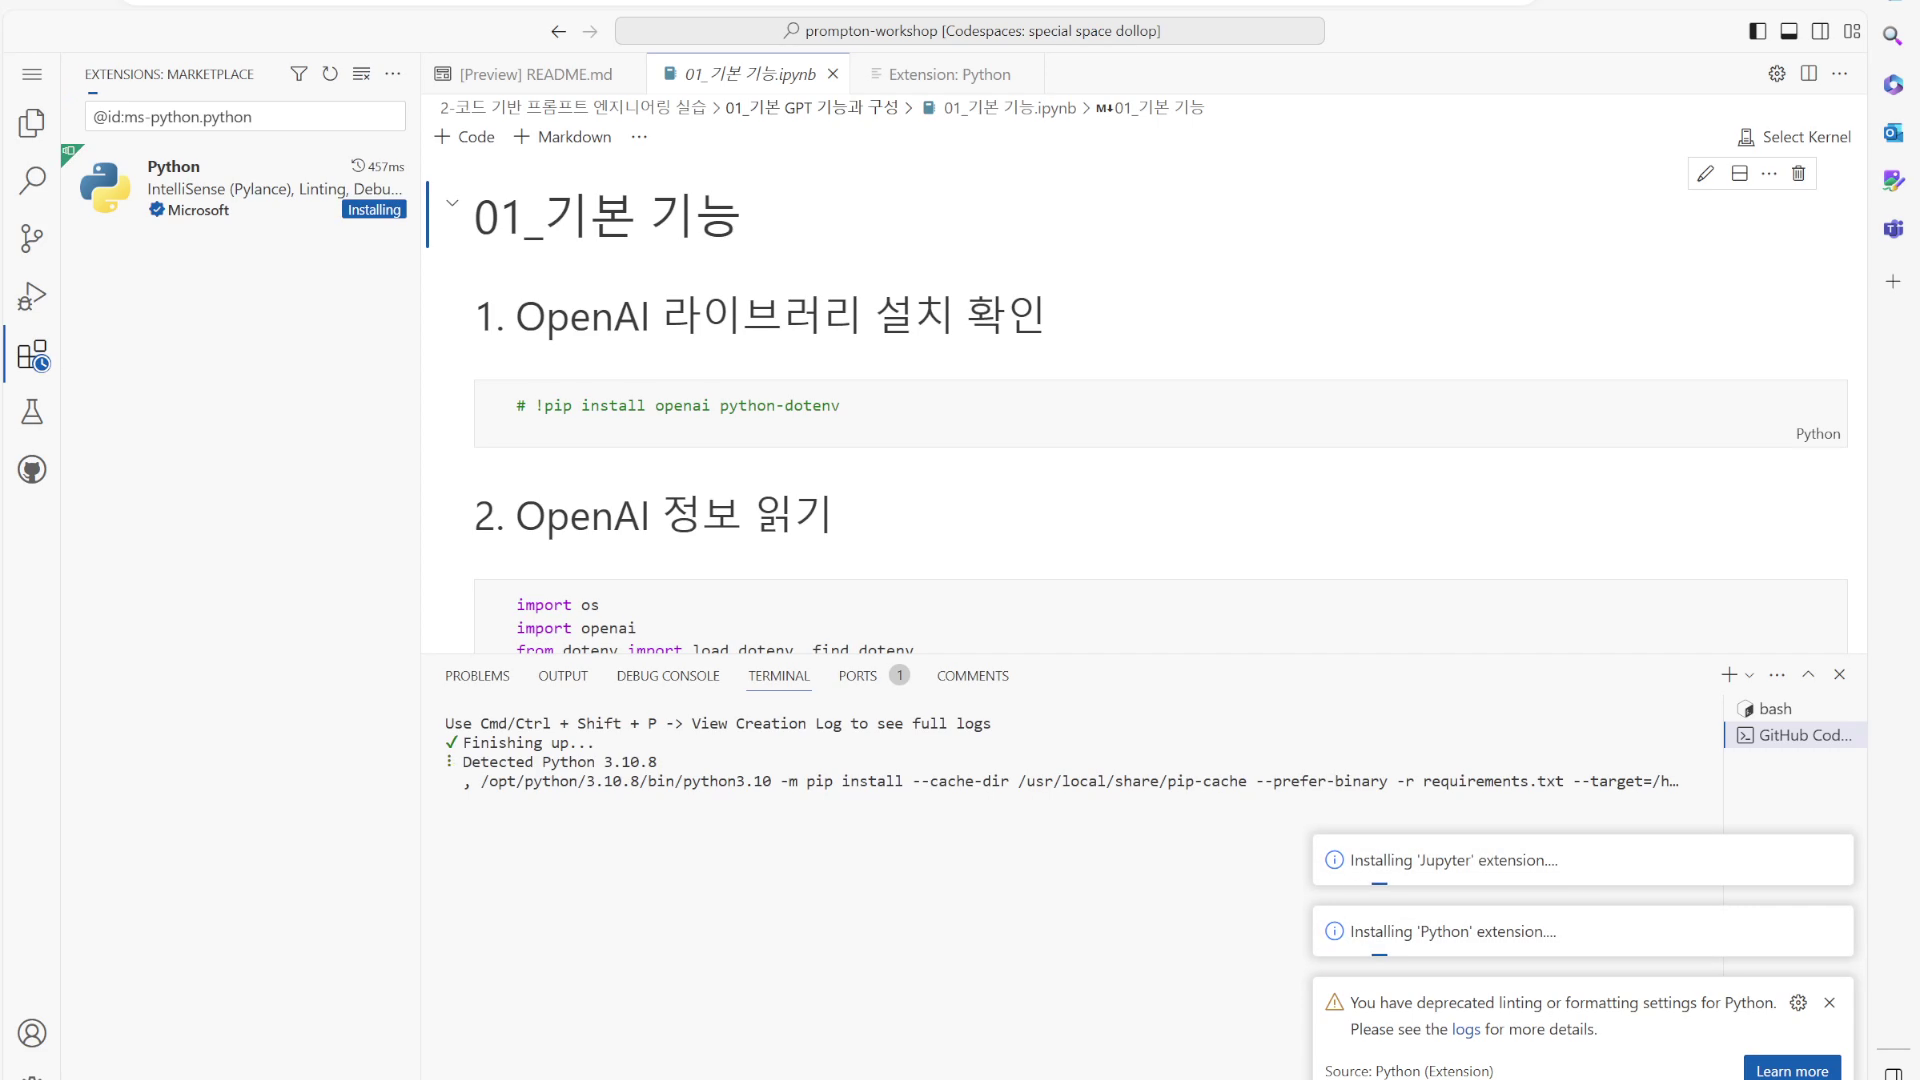 prompton-workshop [Codespaces: special space dollop]
EXTENSIONS: MARKETPLACE
@id:ms-python.python
Python
457ms
IntelliSense (Pylance), Linting, Debu...
Microsoft
Installing
[Preview] README.md
01_기본 기능.ipynb
Extension: Python
2-코드 기반 프롬프트 엔지니어링 실습 > 01_기본 GPT 기능과 구성 > 01_기본 기능.ipynb > M↓01_기본 기능
+ Code + Markdown ...
Select Kernel
01_기본 기능
1. OpenAI 라이브러리 설치 확인
# !pip install openai python-dotenv
Python
2. OpenAI 정보 읽기
import os
import openai
from dotenv import load_dotenv, find_dotenv
PROBLEMS OUTPUT DEBUG CONSOLE TERMINAL PORTS 1 COMMENTS
Use Cmd/Ctrl + Shift + P -> View Creation Log to see full logs
✓ Finishing up...
⁝ Detected Python 3.10.8
, /opt/python/3.10.8/bin/python3.10 -m pip install --cache-dir /usr/local/share/pip-cache --prefer-binary -r requirements.txt --target=/h…
bash
GitHub Cod...
Installing 'Jupyter' extension....
Installing 'Python' extension....
You have deprecated linting or formatting settings for Python.
Please see the logs for more details.
Source: Python (Extension)
Learn more